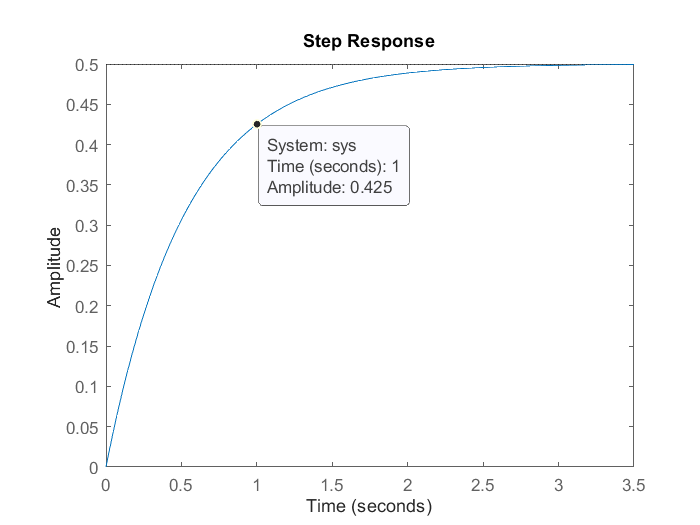 Step Response
0.5
0.45
0.4
0.35
0.3
0.25
0.2
0.15
0.1
0.05
0
Amplitude
System: sys
Time (seconds): 1
Amplitude: 0.425
0 0.5 1 1.5 2 2.5 3 3.5
Time (seconds)